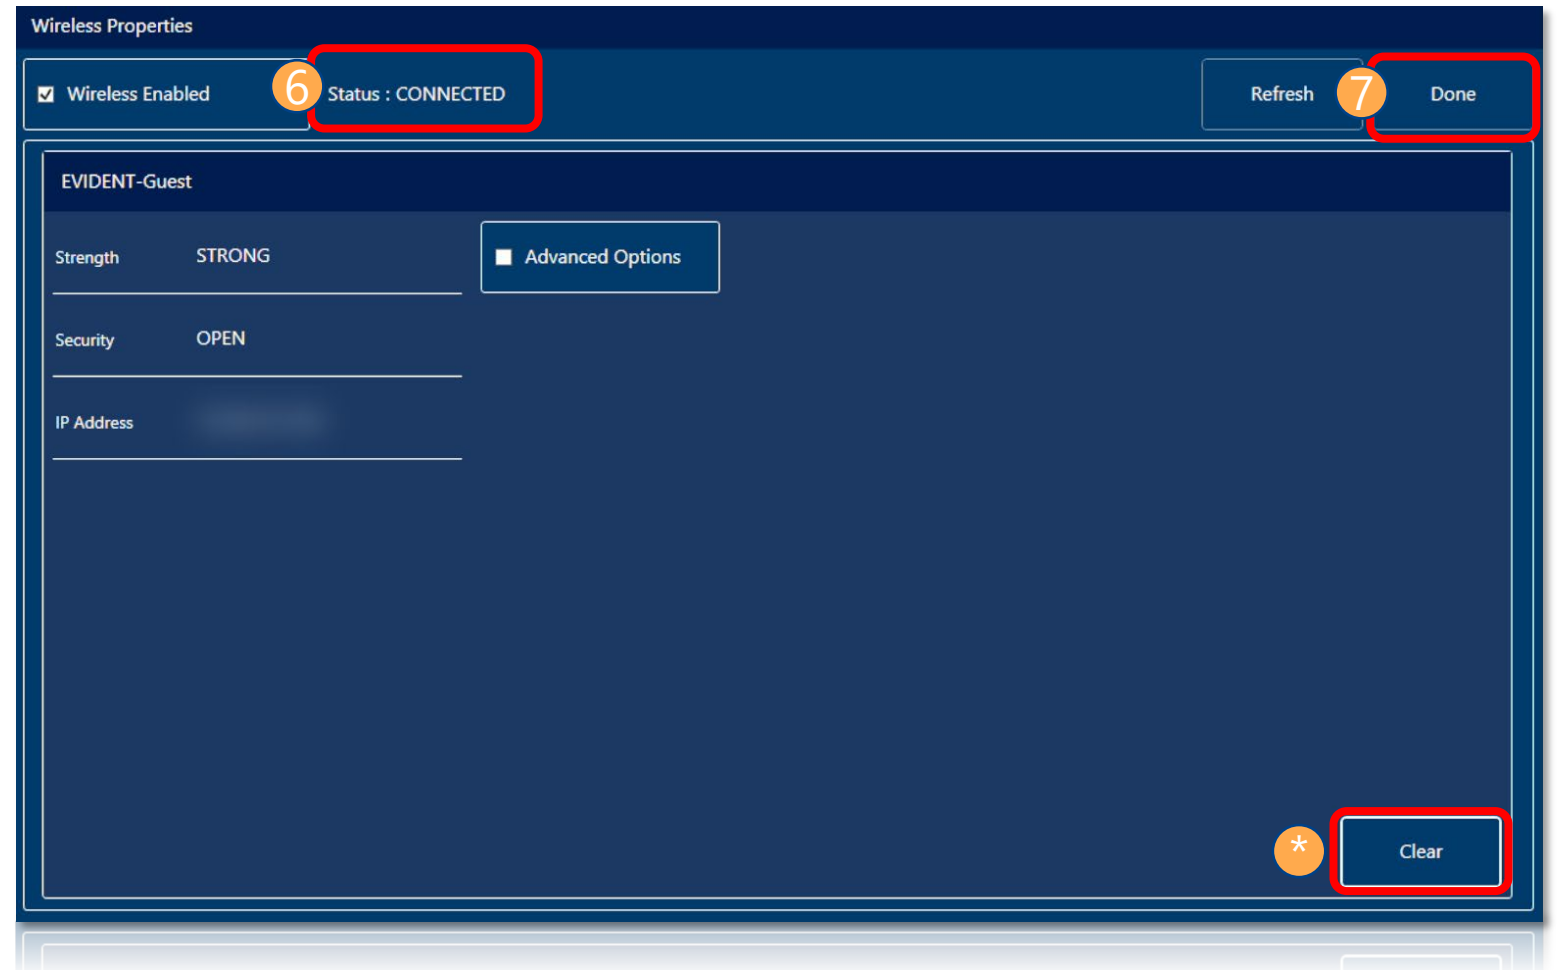 Wireless Properties
Wireless Enabled
6
Status : CONNECTED
Refresh
7
Done
EVIDENT-Guest
Strength STRONG
Advanced Options
Security OPEN
IP Address
*
Clear